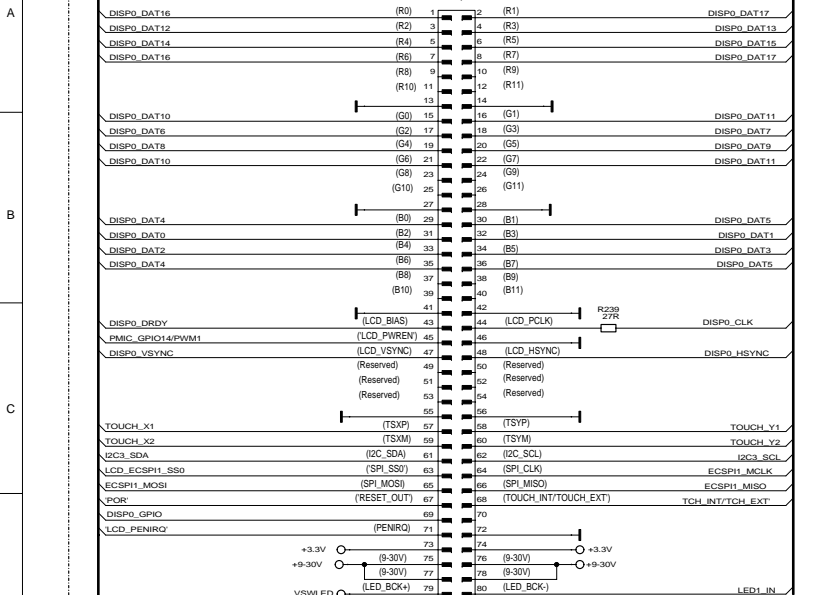 A
DISP0_DAT16 (R0) 1 2 (R1) DISP0_DAT17
DISP0_DAT12 (R2) 3 4 (R3) DISP0_DAT13
DISP0_DAT14 (R4) 5 6 (R5) DISP0_DAT15
DISP0_DAT16 (R6) 7 8 (R7) DISP0_DAT17
(R8) 9 10 (R9)
(R10) 11 12 (R11)
13 14
DISP0_DAT10 (G0) 15 16 (G1) DISP0_DAT11
DISP0_DAT6 (G2) 17 18 (G3) DISP0_DAT7
DISP0_DAT8 (G4) 19 20 (G5) DISP0_DAT9
DISP0_DAT10 (G6) 21 22 (G7) DISP0_DAT11
(G8) 23 24 (G9)
(G10) 25 26 (G11)
B
27 28
DISP0_DAT4 (B0) 29 30 (B1) DISP0_DAT5
DISP0_DAT0 (B2) 31 32 (B3) DISP0_DAT1
DISP0_DAT2 (B4) 33 34 (B5) DISP0_DAT3
DISP0_DAT4 (B6) 35 36 (B7) DISP0_DAT5
(B8) 37 38 (B9)
(B10) 39 40 (B11)
41 42 R239
27R
DISP0_DRDY (LCD_BIAS) 43 44 (LCD_PCLK) DISP0_CLK
PMIC_GPIO14/PWM1 ('LCD_PWREN') 45 46
DISP0_VSYNC (LCD_VSYNC) 47 48 (LCD_HSYNC) DISP0_HSYNC
(Reserved) 49 50 (Reserved)
(Reserved) 51 52 (Reserved)
(Reserved) 53 54 (Reserved)
C
55 56
TOUCH_X1 (TSXP) 57 58 (TSYP) TOUCH_Y1
TOUCH_X2 (TSXM) 59 60 (TSYM) TOUCH_Y2
I2C3_SDA (I2C_SDA) 61 62 (I2C_SCL) I2C3_SCL
LCD_ECSPI1_SS0 ('SPI_SS0') 63 64 (SPI_CLK) ECSPI1_MCLK
ECSPI1_MOSI (SPI_MOSI) 65 66 (SPI_MISO) ECSPI1_MISO
'POR' ('RESET_OUT') 67 68 (TOUCH_INT/TOUCH_EXT') TCH_INT/TCH_EXT'
DISP0_GPIO 69 70
'LCD_PENIRQ' (PENIRQ) 71 72
+3.3V 73 74 +3.3V
+9-30V (9-30V) 75 76 (9-30V) +9-30V
(9-30V) 77 78 (9-30V)
VSWLED (LED_BCK+) 79 80 (LED_BCK-) LED1_IN